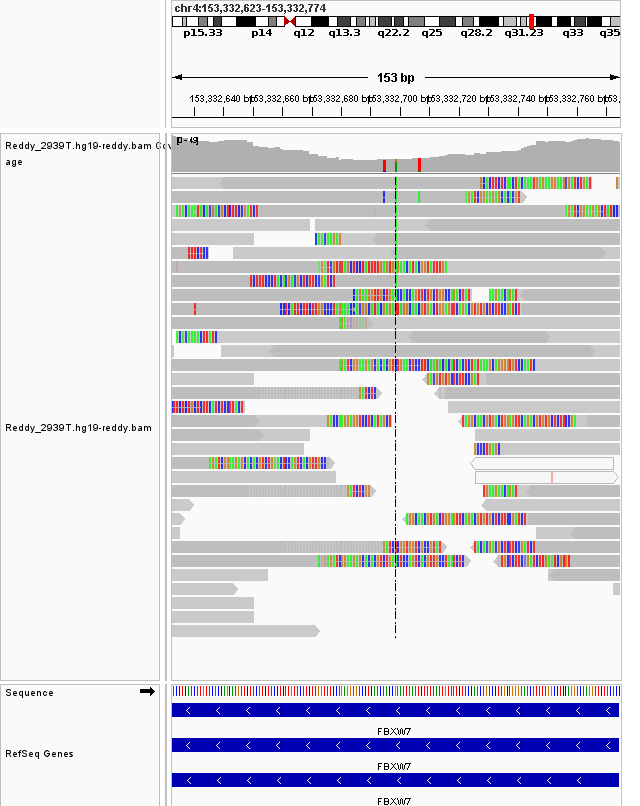 chr4:153,332,623-153,332,774
p15.33 p14 q12 q13.3 q22.2 q25 q28.2 q31.23 q33 q35
153 bp
153,332,640 bp 153,332,660 bp 153,332,680 bp 153,332,700 bp 153,332,720 bp 153,332,740 bp 153,332,760 bp
Reddy_2939T.hg19-reddy.bam Cov
age
Reddy_2939T.hg19-reddy.bam
Sequence
FBXW7
RefSeq Genes
FBXW7
FBXW7